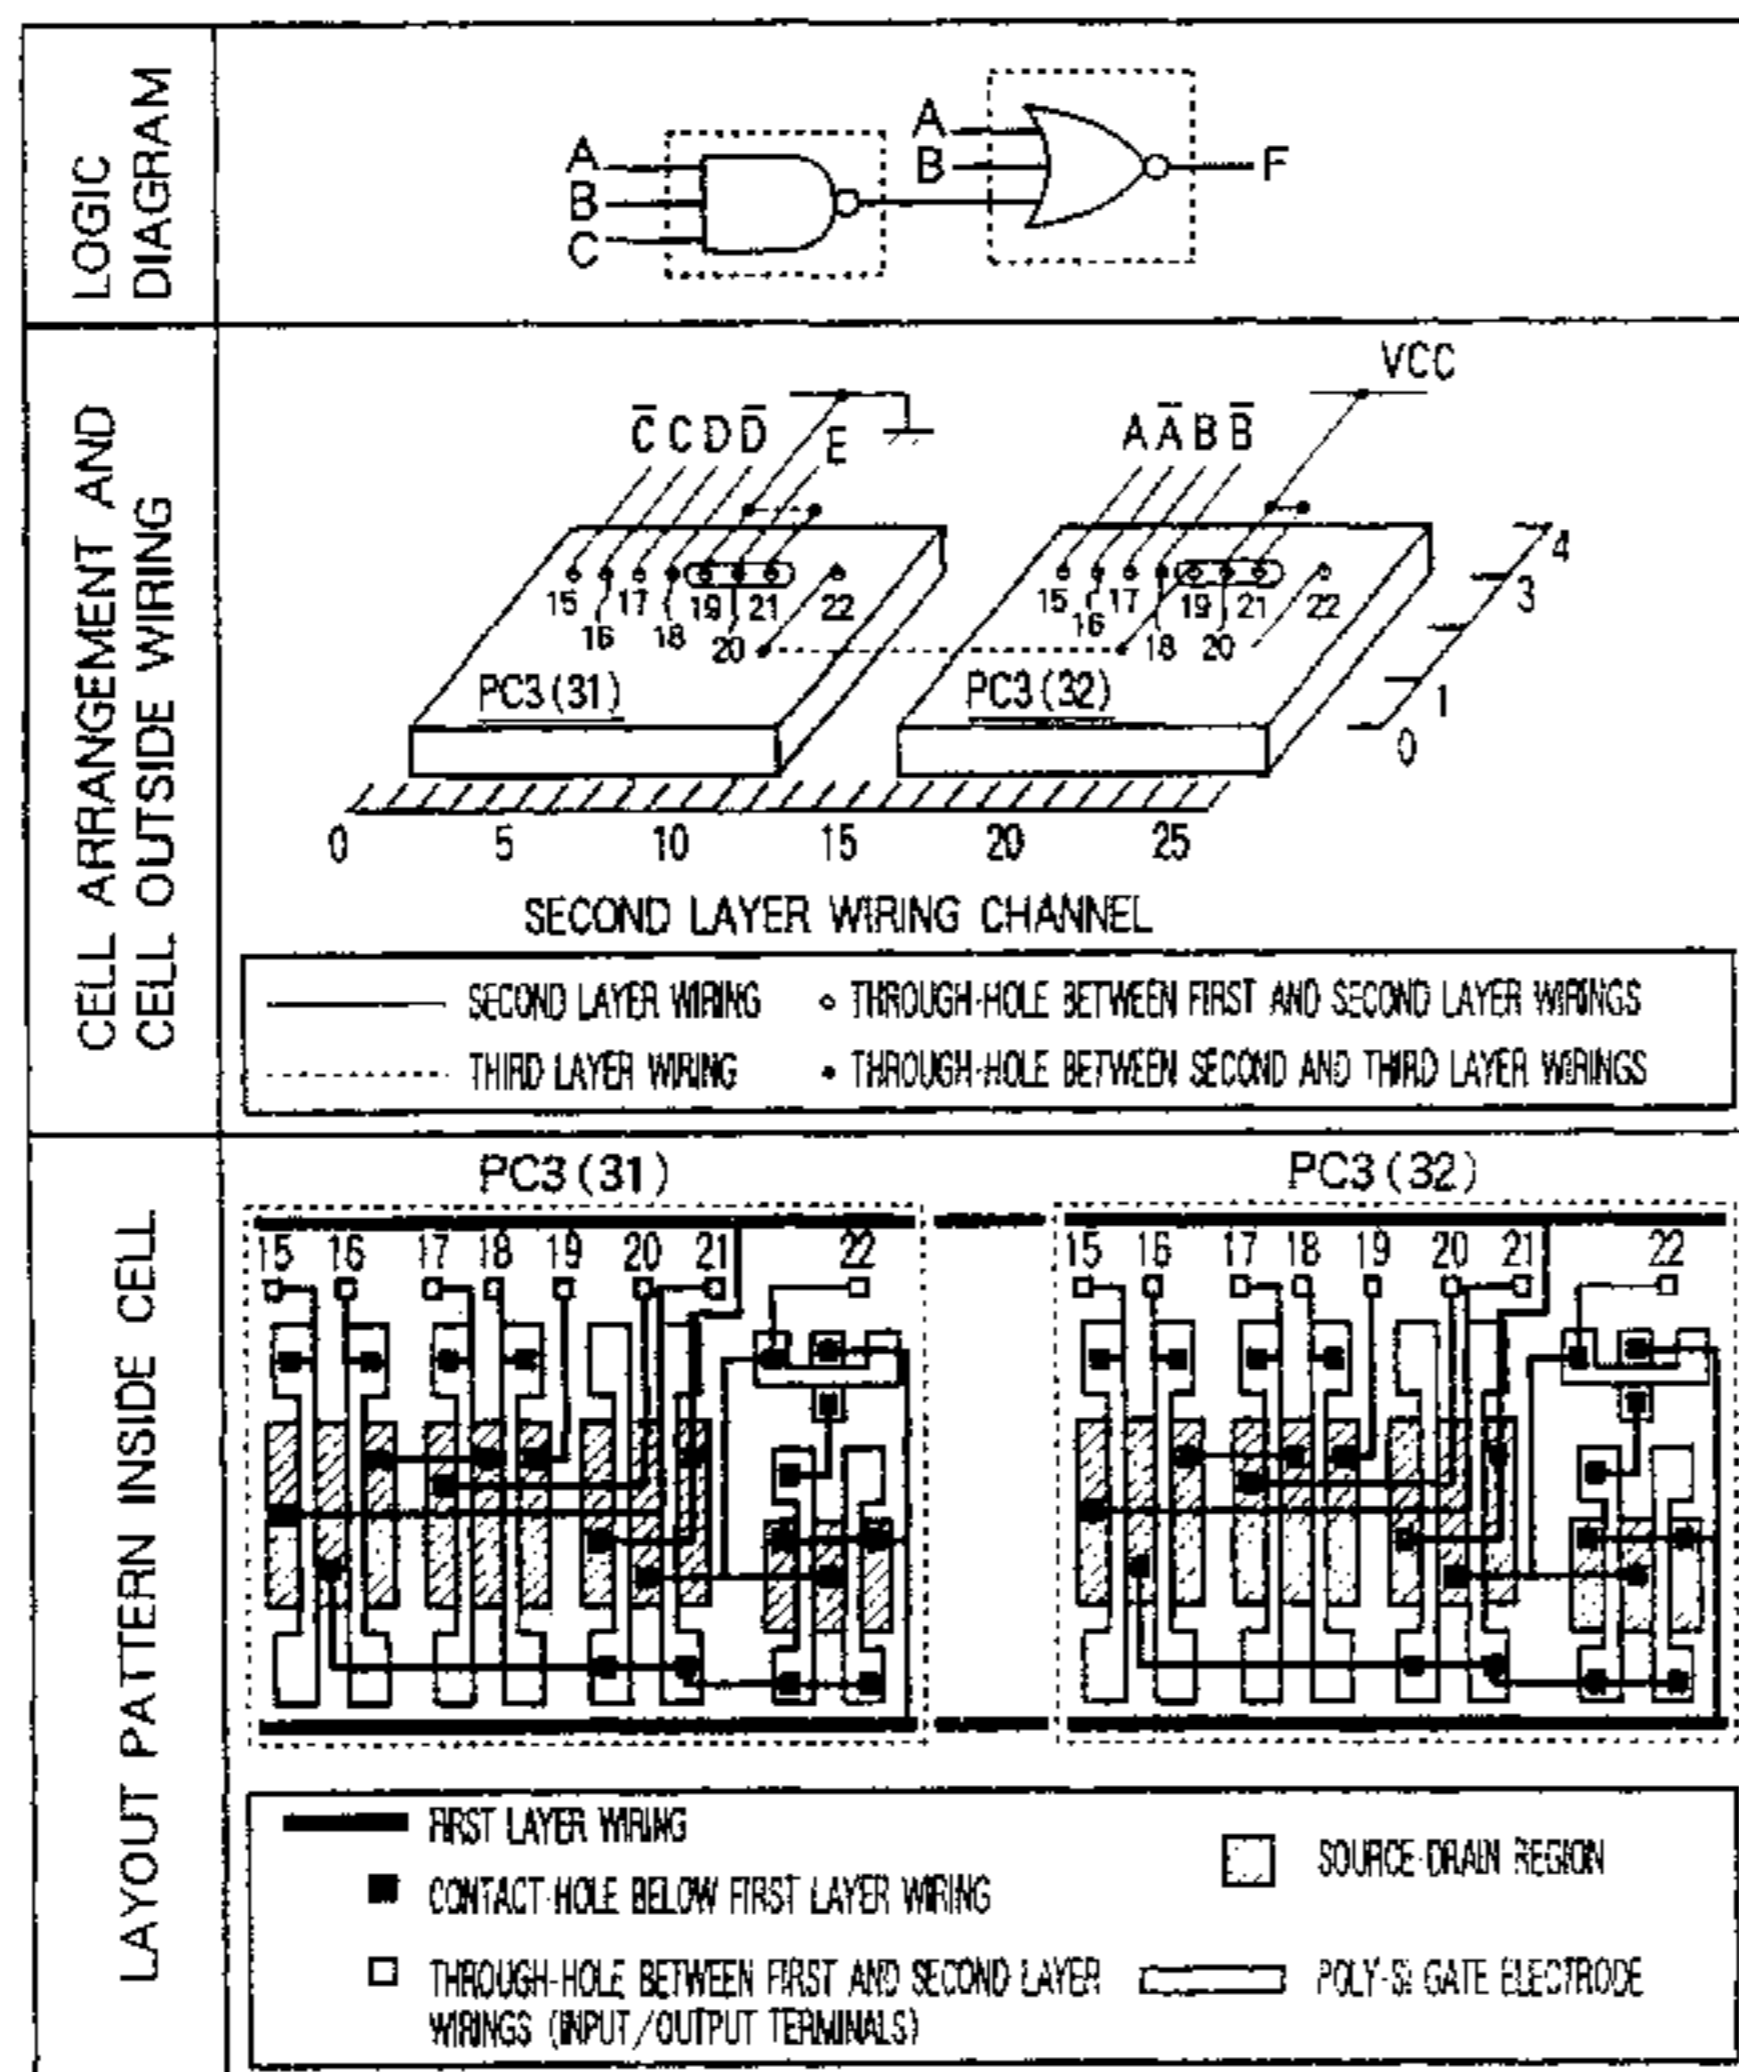 LOGIC
DIAGRAM
A
B
C
A
B
F
CELL ARRANGEMENT AND
CELL OUTSIDE WIRING
VCC
C̅ C D D̅
E
A A̅ B B̅
15 16 17 18 19 20 21 22
15 16 17 18 19 20 21 22
PC3(31)
PC3(32)
4
3
1
0
0 5 10 15 20 25
SECOND LAYER WIRING CHANNEL
SECOND LAYER WIRING
THROUGH-HOLE BETWEEN FIRST AND SECOND LAYER WIRINGS
THIRD LAYER WIRING
THROUGH-HOLE BETWEEN SECOND AND THIRD LAYER WIRINGS
LAYOUT PATTERN INSIDE CELL
PC3(31)
PC3(32)
15 16 17 18 19 20 21 22
15 16 17 18 19 20 21 22
FIRST LAYER WIRING
CONTACT-HOLE BELOW FIRST LAYER WIRING
THROUGH-HOLE BETWEEN FIRST AND SECOND LAYER
WIRINGS (INPUT/OUTPUT TERMINALS)
SOURCE-DRAIN REGION
POLY-Si GATE ELECTRODE